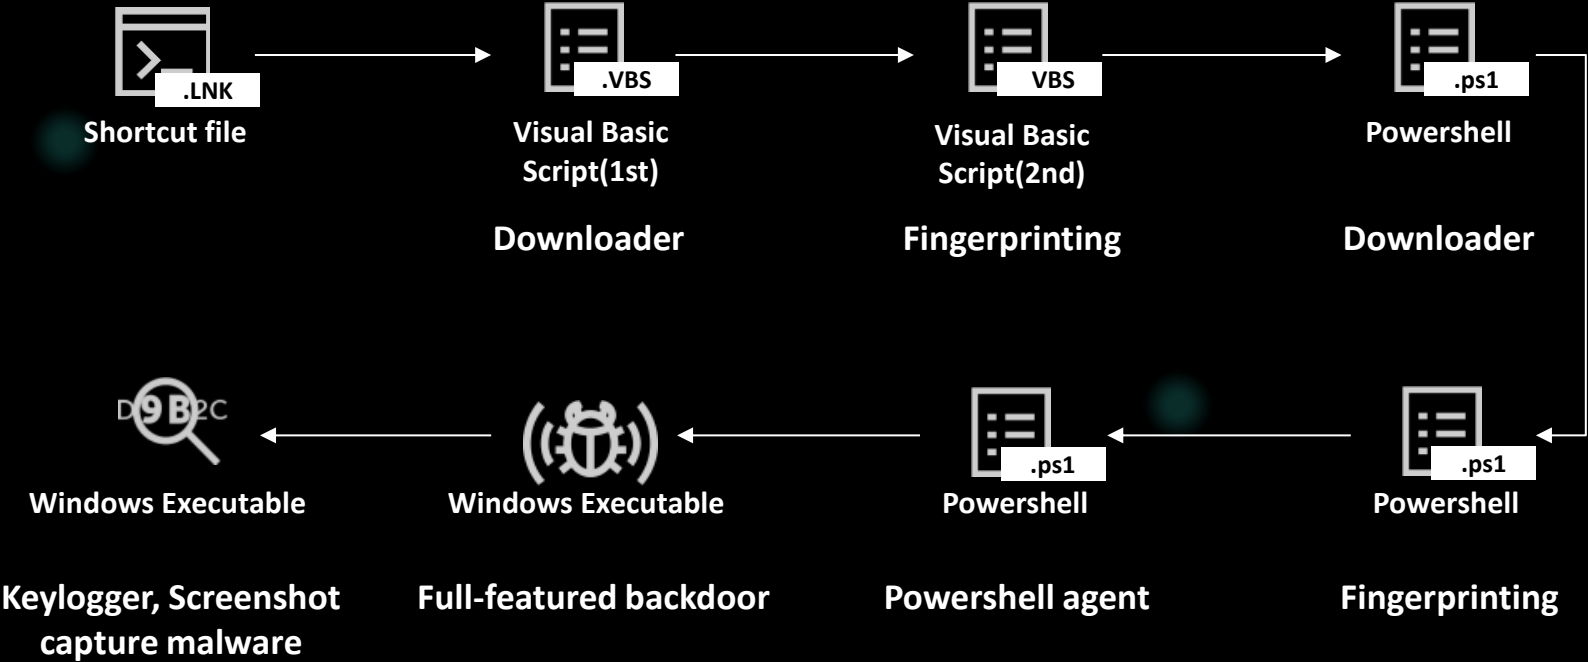 .LNK
Shortcut file
.VBS
Visual Basic
Script(1st)
Downloader
VBS
Visual Basic
Script(2nd)
Fingerprinting
.ps1
Powershell
Downloader
D9B2C
Windows Executable
Keylogger, Screenshot
capture malware
Windows Executable
Full-featured backdoor
.ps1
Powershell
Powershell agent
.ps1
Powershell
Fingerprinting